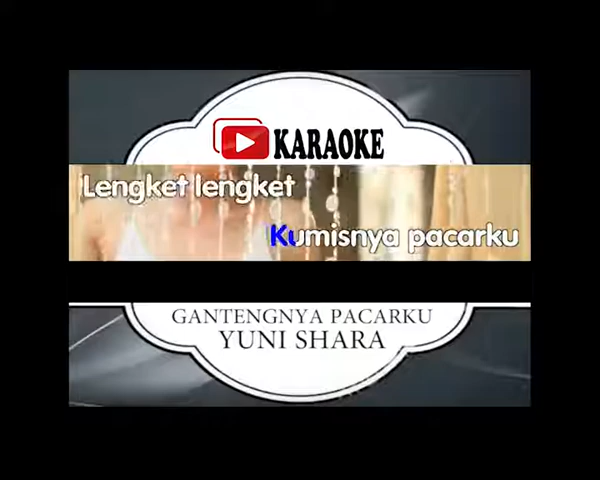 KARAOKE
Lengket lengket
Kumisnya pacarku
GANTENGNYA PACARKU
YUNI SHARA